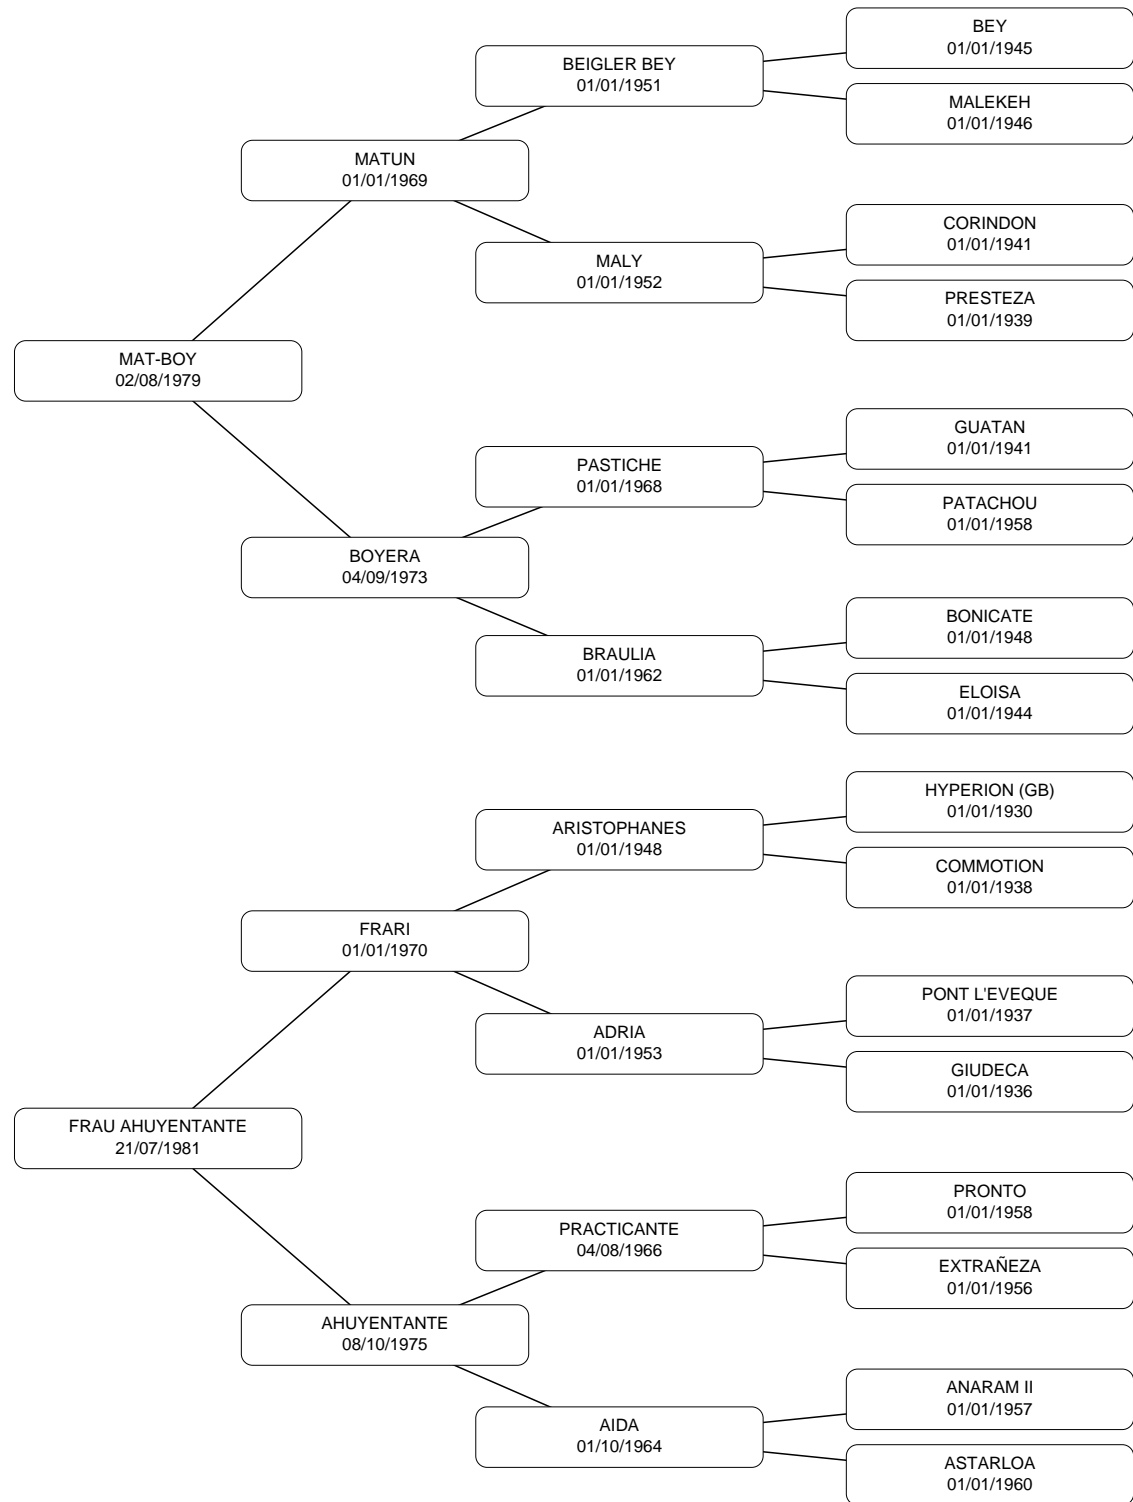 BEY
01/01/1945
BEIGLER BEY
01/01/1951
MALEKEH
01/01/1946
MATUN
01/01/1969
CORINDON
01/01/1941
MALY
01/01/1952
PRESTEZA
01/01/1939
MAT-BOY
02/08/1979
GUATAN
01/01/1941
PASTICHE
01/01/1968
PATACHOU
01/01/1958
BOYERA
04/09/1973
BONICATE
01/01/1948
BRAULIA
01/01/1962
ELOISA
01/01/1944
HYPERION (GB)
01/01/1930
ARISTOPHANES
01/01/1948
COMMOTION
01/01/1938
FRARI
01/01/1970
PONT L'EVEQUE
01/01/1937
ADRIA
01/01/1953
GIUDECA
01/01/1936
FRAU AHUYENTANTE
21/07/1981
PRONTO
01/01/1958
PRACTICANTE
04/08/1966
EXTRAÑEZA
01/01/1956
AHUYENTANTE
08/10/1975
ANARAM II
01/01/1957
AIDA
01/10/1964
ASTARLOA
01/01/1960